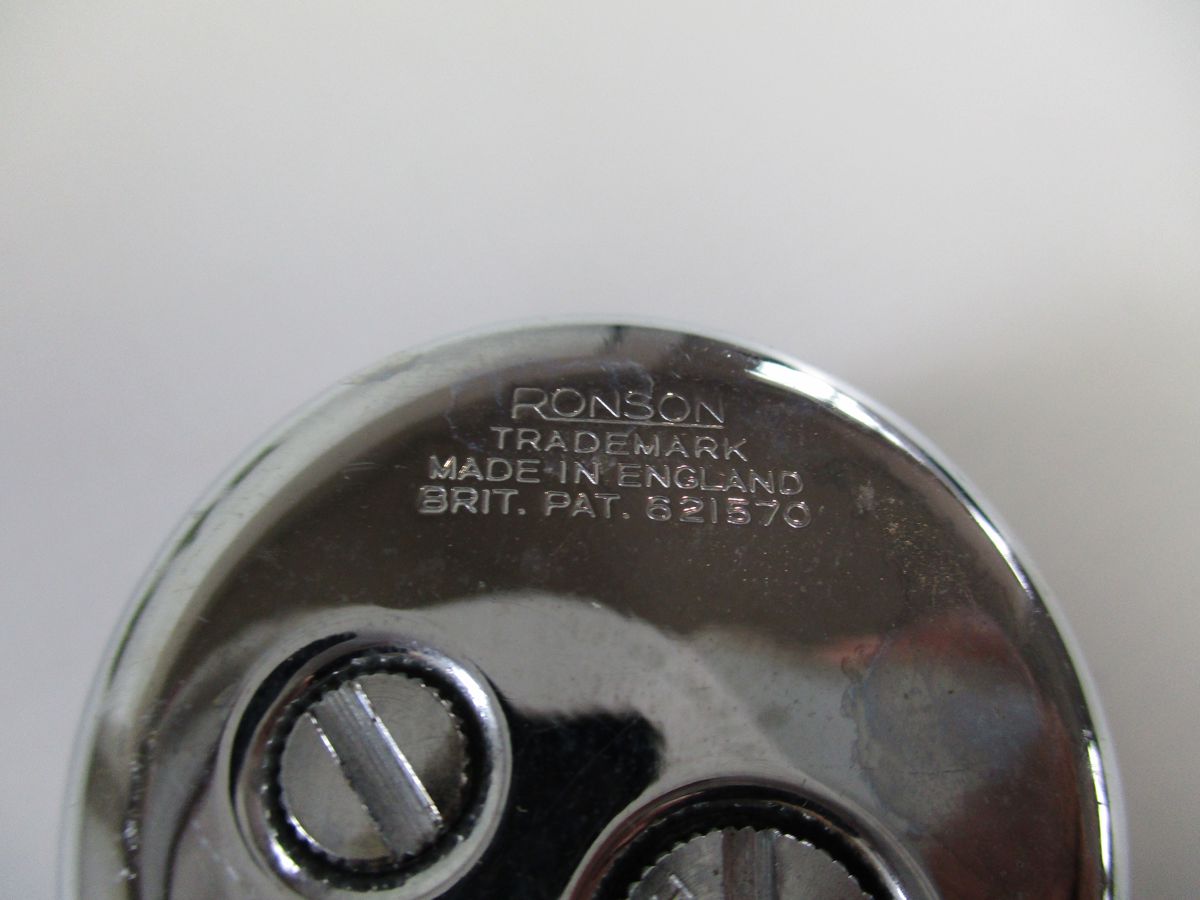 RONSON
TRADEMARK
MADE IN ENGLAND
BRIT. PAT. 621570